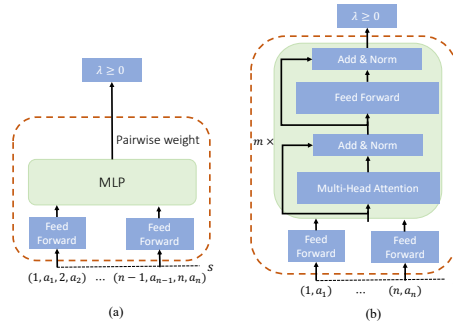 λ ≥ 0
Pairwise weight
MLP
Feed Forward
Feed Forward
(1, a₁, 2, a₂) ... (n − 1, aₙ₋₁, n, aₙ) s
(a)
λ ≥ 0
Add & Norm
Feed Forward
m ×
Add & Norm
Multi-Head Attention
Feed Forward
Feed Forward
(1, a₁) ... (n, aₙ)
(b)